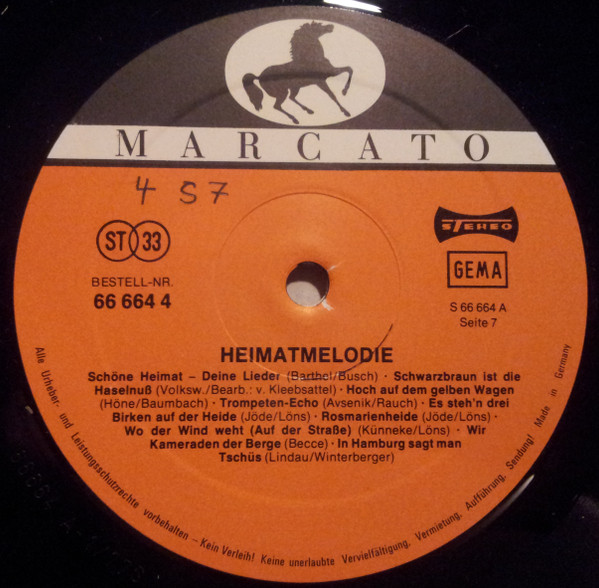 MARCATO
4 S7
ST 33
STEREO
BESTELL-NR.
66 664 4
GEMA
S 66 664 A
Seite 7
HEIMATMELODIE
Schöne Heimat – Deine Lieder (Barthel/Busch) · Schwarzbraun ist die
Haselnuß (Volksw./Bearb.: v. Kleebsattel) · Hoch auf dem gelben Wagen
(Höhne/Baumbach) · Trompeten-Echo (Avsenik/Rauch) · Es steh'n drei
Birken auf der Heide (Jöde/Löns) · Rosmarienheide (Jöde/Löns) ·
Wo der Wind weht (Auf der Straße) (Künneke/Löns) · Wir
Kameraden der Berge (Becce) · In Hamburg sagt man
Tschüs (Lindau/Winterberger)
Alle Urheber- und Leistungsschutzrechte vorbehalten – Kein Verleih! Keine unerlaubte Vervielfältigung, Vermietung, Aufführung, Sendung! Made in Germany